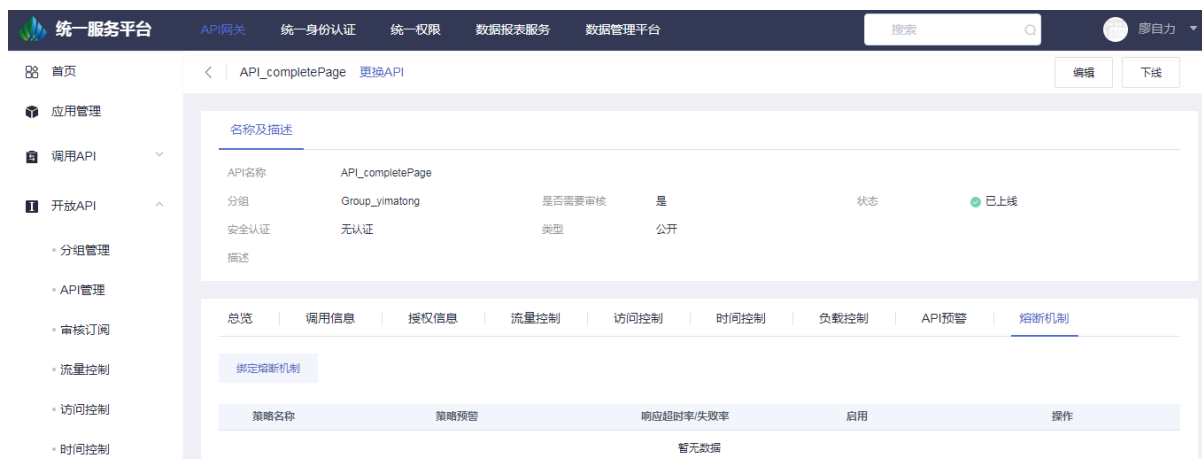 统一服务平台 API网关 统一身份认证 统一权限 数据报表服务 数据管理平台 搜索 廖自力
首页
API_completePage 更换API 编辑 下线
应用管理
名称及描述
调用API
API名称 API_completePage
开放API
分组 Group_yimatong 是否需要审核 是 状态 已上线
安全认证 无认证 类型 公开
分组管理
描述
API管理
总览 调用信息 授权信息 流量控制 访问控制 时间控制 负载控制 API预警 熔断机制
审核订阅
流量控制
绑定熔断机制
访问控制
策略名称 策略预警 响应超时率/失败率 启用 操作
时间控制
暂无数据